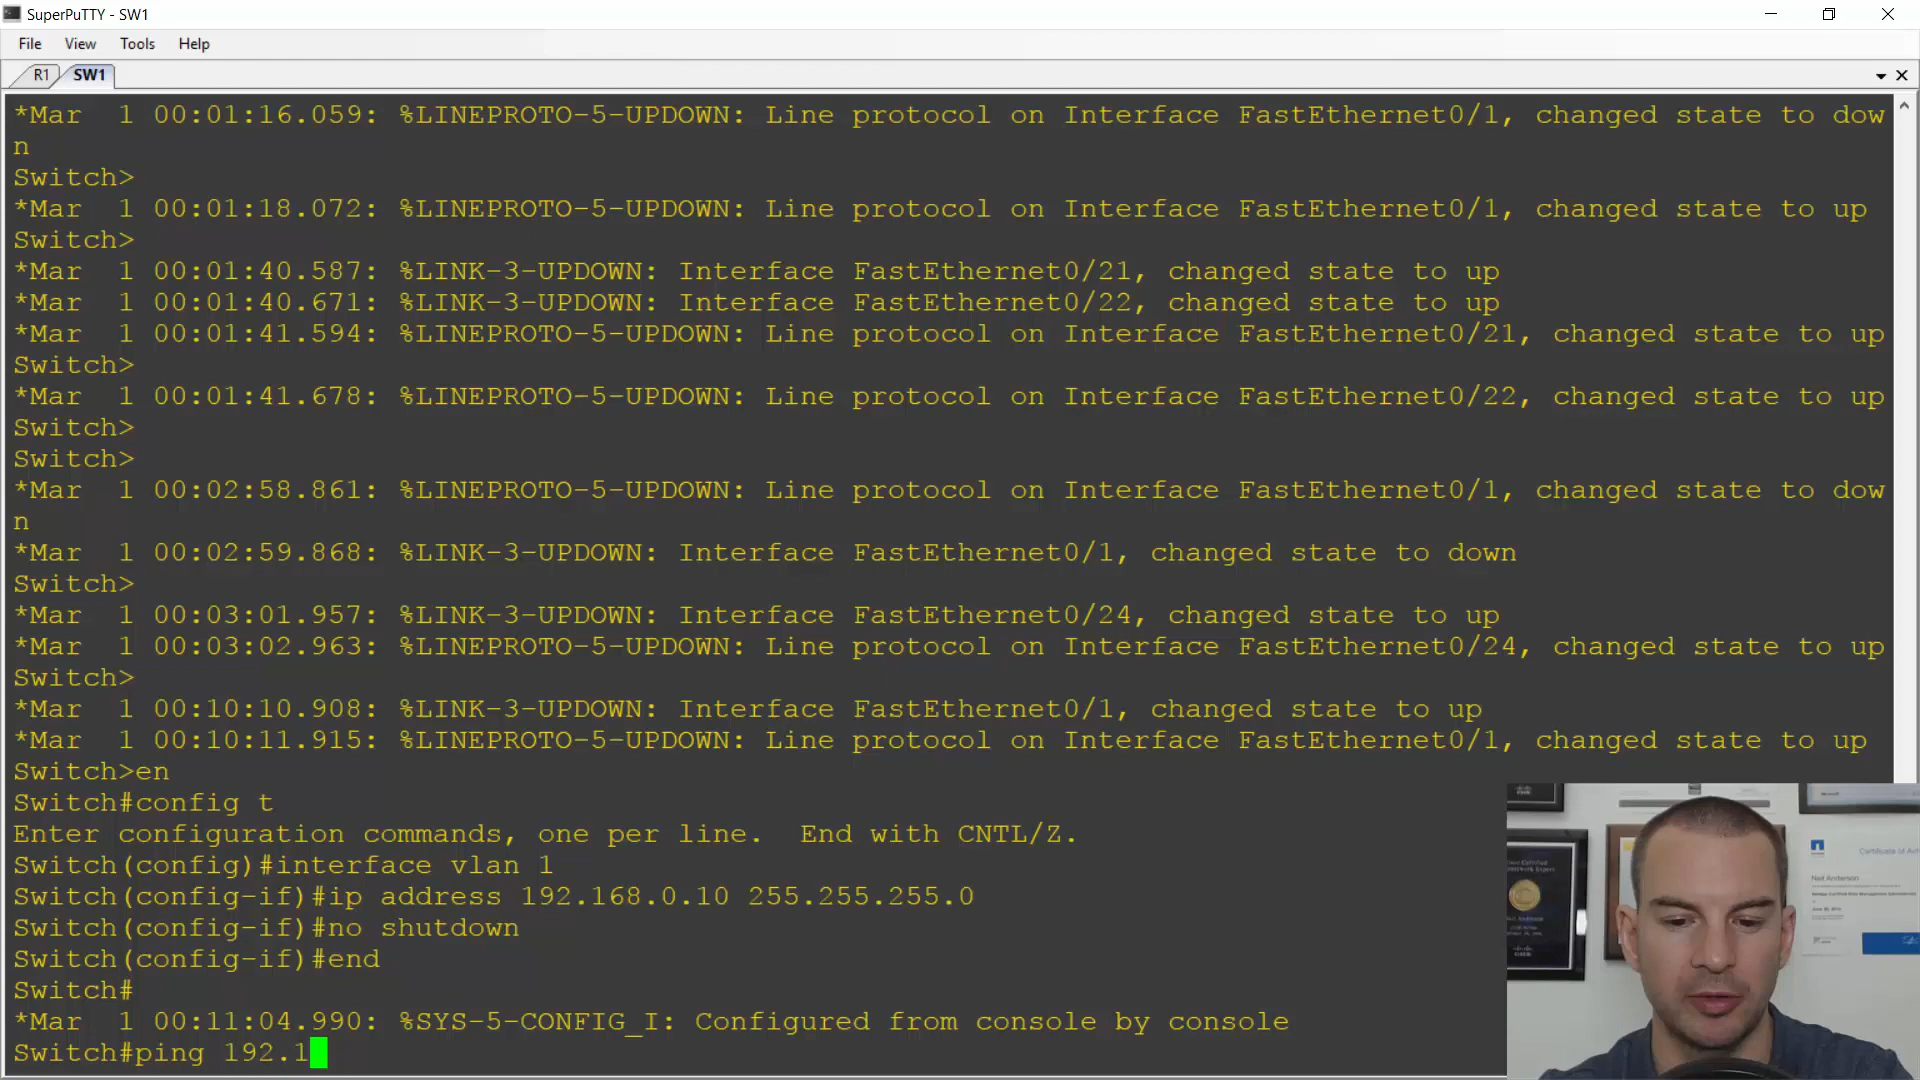 SuperPuTTY - SW1
File View Tools Help
R1 SW1
*Mar  1 00:01:16.059: %LINEPROTO-5-UPDOWN: Line protocol on Interface FastEthernet0/1, changed state to dow
n
Switch>
*Mar  1 00:01:18.072: %LINEPROTO-5-UPDOWN: Line protocol on Interface FastEthernet0/1, changed state to up
Switch>
*Mar  1 00:01:40.587: %LINK-3-UPDOWN: Interface FastEthernet0/21, changed state to up
*Mar  1 00:01:40.671: %LINK-3-UPDOWN: Interface FastEthernet0/22, changed state to up
*Mar  1 00:01:41.594: %LINEPROTO-5-UPDOWN: Line protocol on Interface FastEthernet0/21, changed state to up
Switch>
*Mar  1 00:01:41.678: %LINEPROTO-5-UPDOWN: Line protocol on Interface FastEthernet0/22, changed state to up
Switch>
Switch>
*Mar  1 00:02:58.861: %LINEPROTO-5-UPDOWN: Line protocol on Interface FastEthernet0/1, changed state to dow
n
*Mar  1 00:02:59.868: %LINK-3-UPDOWN: Interface FastEthernet0/1, changed state to down
Switch>
*Mar  1 00:03:01.957: %LINK-3-UPDOWN: Interface FastEthernet0/24, changed state to up
*Mar  1 00:03:02.963: %LINEPROTO-5-UPDOWN: Line protocol on Interface FastEthernet0/24, changed state to up
Switch>
*Mar  1 00:10:10.908: %LINK-3-UPDOWN: Interface FastEthernet0/1, changed state to up
*Mar  1 00:10:11.915: %LINEPROTO-5-UPDOWN: Line protocol on Interface FastEthernet0/1, changed state to up
Switch>en
Switch#config t
Enter configuration commands, one per line.  End with CNTL/Z.
Switch(config)#interface vlan 1
Switch(config-if)#ip address 192.168.0.10 255.255.255.0
Switch(config-if)#no shutdown
Switch(config-if)#end
Switch#
*Mar  1 00:11:04.990: %SYS-5-CONFIG_I: Configured from console by console
Switch#ping 192.1
Neil Anderson